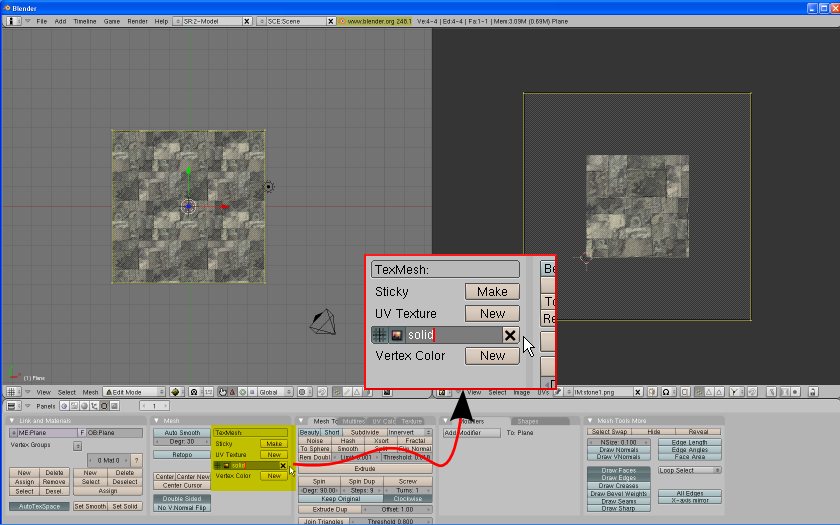 Blender
File Add Timeline Game Render Help SR:2-Model SCE:Scene www.blender.org 246.1 Ve:4-4 | Ed:4-4 | Fa:1-1 | Mem:3.09M (0.69M) Plane
(1) Plane
TexMesh:
Sticky Make
UV Texture New
solid
Vertex Color New
Be
To
Re
View Select Mesh Edit Mode Global
View Select Image UVs IM:stone1.png
Panels 1
Link and Materials
ME:Plane F OB:Plane
Vertex Groups
0 Mat 0 ?
New Delete New Delete
Assign Remove Select Deselect
Select Desel. Assign
AutoTexSpace Set Smooth Set Solid
Mesh
Auto Smooth
Degr: 30
Retopo
Center Center New
Center Cursor
Double Sided
No V.Normal Flip
TexMesh:
Sticky Make
UV Texture New
solid
Vertex Color New
Mesh To Multires UV Calc Texture
Beauty Short Subdivide Innervert
Noise Hash Xsort Fractal
To Sphere Smooth Split Flip Normal
Rem Doubl Limit: 0.001 Threshold: 0.010
Extrude
Spin Spin Dup Screw
Degr: 90.00 Steps: 9 Turns: 1
Keep Original Clockwise
Extrude Dup Offset: 1.00
Join Triangles Threshold 0.800
Modifiers Shapes
Add Modifier To: Plane
Mesh Tools More
Select Swap Hide Reveal
NSize: 0.100
Draw Normals
Draw VNormals
Edge Length
Edge Angles
Face Area
Draw Faces
Draw Edges
Draw Creases
Draw Bevel Weights
Draw Seams
Draw Sharp
Loop Select
All Edges
X-axis mirror